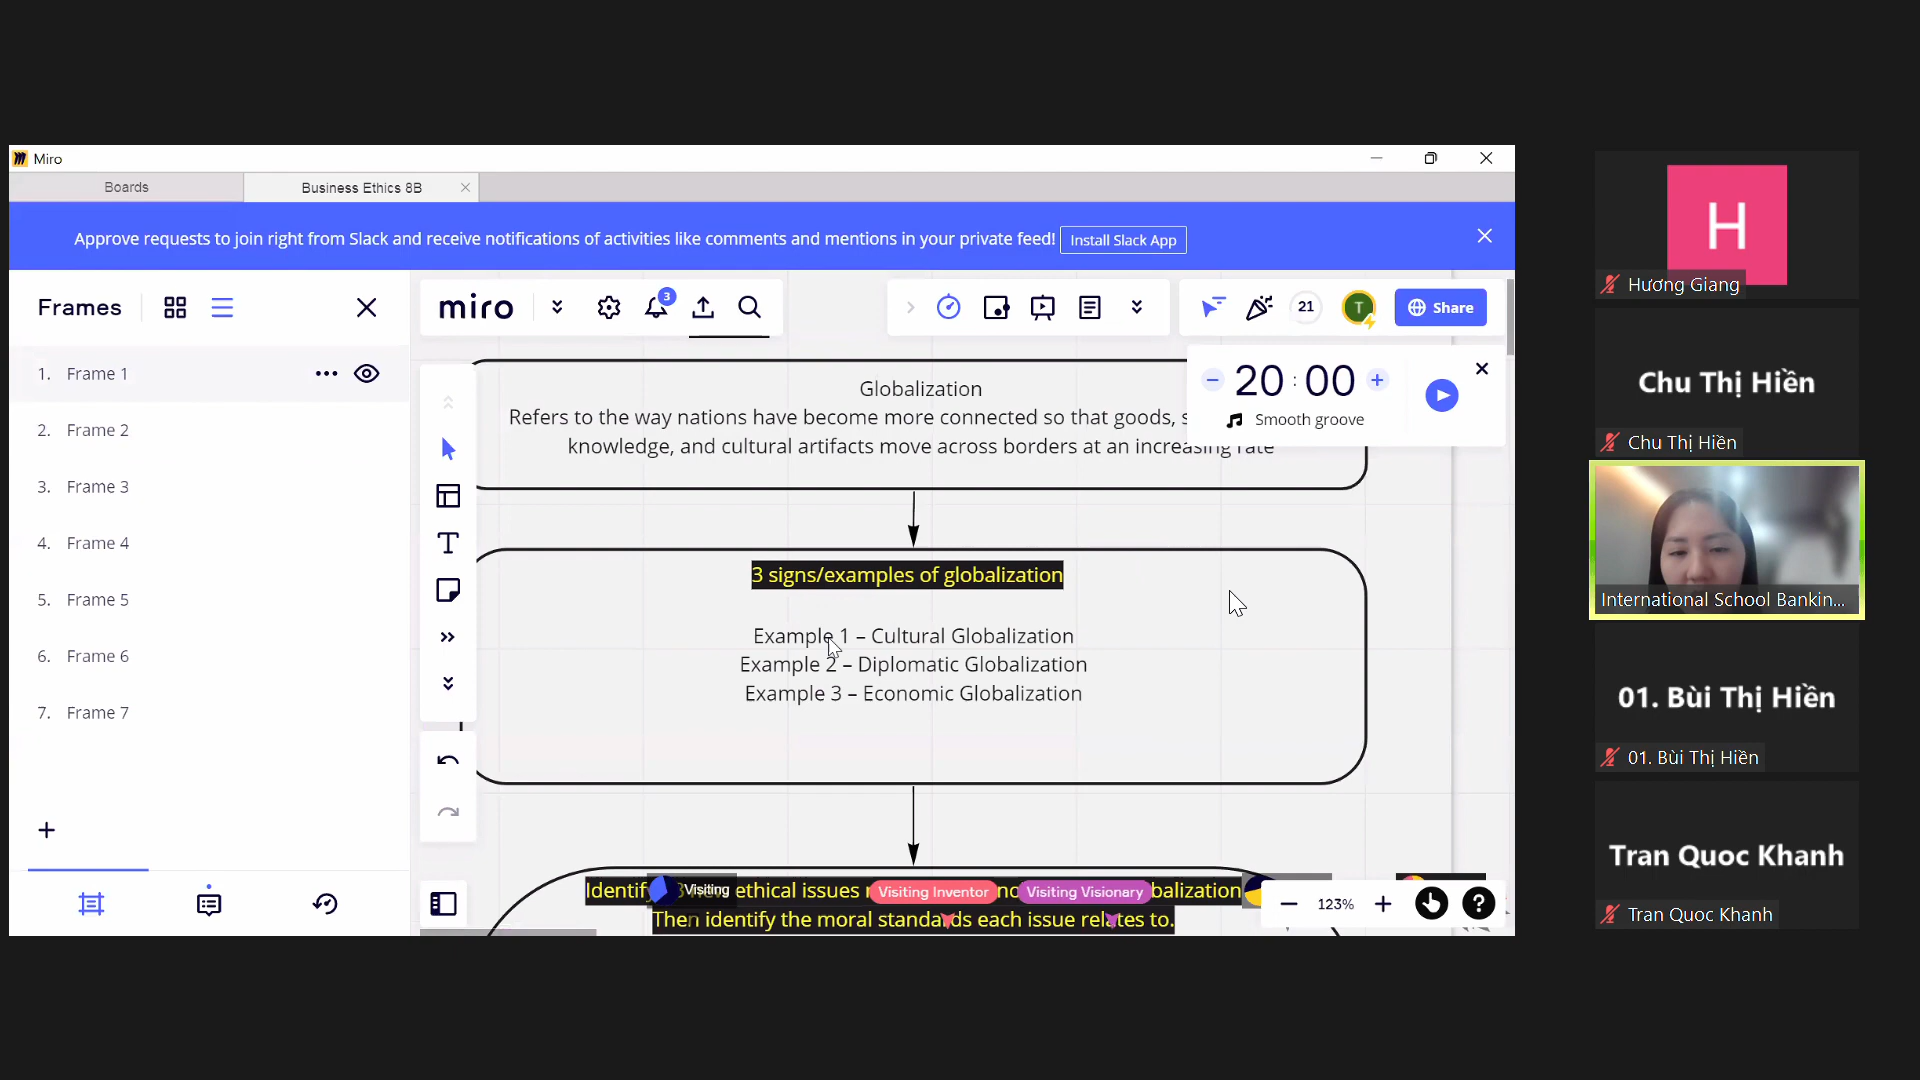 Miro
Boards
Business Ethics 8B
Approve requests to join right from Slack and receive notifications of activities like comments and mentions in your private feed! Install Slack App
Frames
1. Frame 1
2. Frame 2
3. Frame 3
4. Frame 4
5. Frame 5
6. Frame 6
7. Frame 7
miro
3
21
T
Share
20:00
Smooth groove
Globalization
Refers to the way nations have become more connected so that goods,
knowledge, and cultural artifacts move across borders at an increasing rate
3 signs/examples of globalization
Example 1 – Cultural Globalization
Example 2 – Diplomatic Globalization
Example 3 – Economic Globalization
ethical issues
Visiting
Visiting Inventor
Visiting Visionary
Then identify the moral standards each issue relates to.
123%
H
Hương Giang
Chu Thị Hiền
Chu Thị Hiền
International School Bankin...
01. Bùi Thị Hiền
01. Bùi Thị Hiền
Tran Quoc Khanh
Tran Quoc Khanh